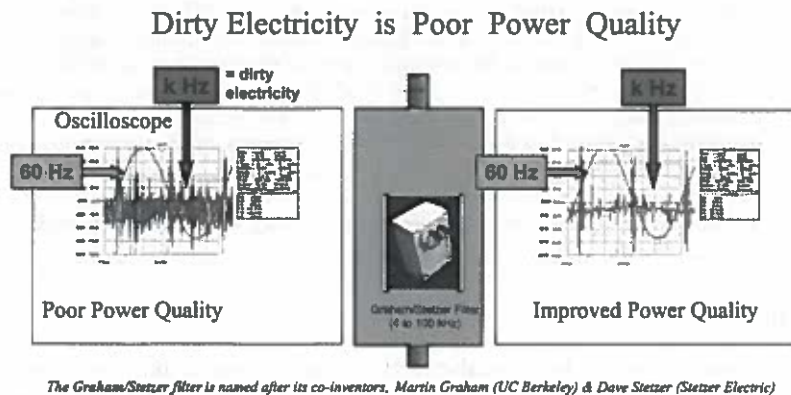 Dirty Electricity is Poor Power Quality
k Hz
= dirty
electricity
k Hz
Oscilloscope
60 Hz
60 Hz
Graham/Stetzer Filter
(4 to 100 kHz)
Poor Power Quality
Improved Power Quality
The Graham/Stetzer filter is named after its co-inventors, Martin Graham (UC Berkeley) & Dave Stetzer (Stetzer Electric)